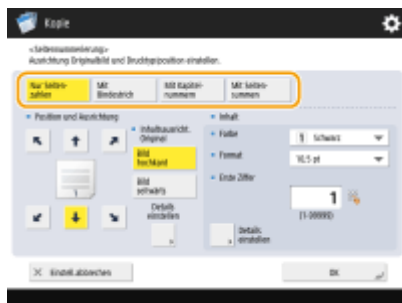 Kopie
<Seitennummerierung>
Ausrichtung Originalbild und Drucktypposition einstellen.
Nur Seiten-
zahlen
Mit
Bindestrich
Mit Kapitel-
nummern
Mit Seiten-
summen
Position und Ausrichtung
Inhaltsausricht.
Original
Bild
hochkant
Bild
seitwärts
Details
einstellen
Inhalt
Farbe
Schwarz
Format
10.5 pt
Erste Ziffer
1
(1-99999)
Details
einstellen
Einstell.abbrechen
OK